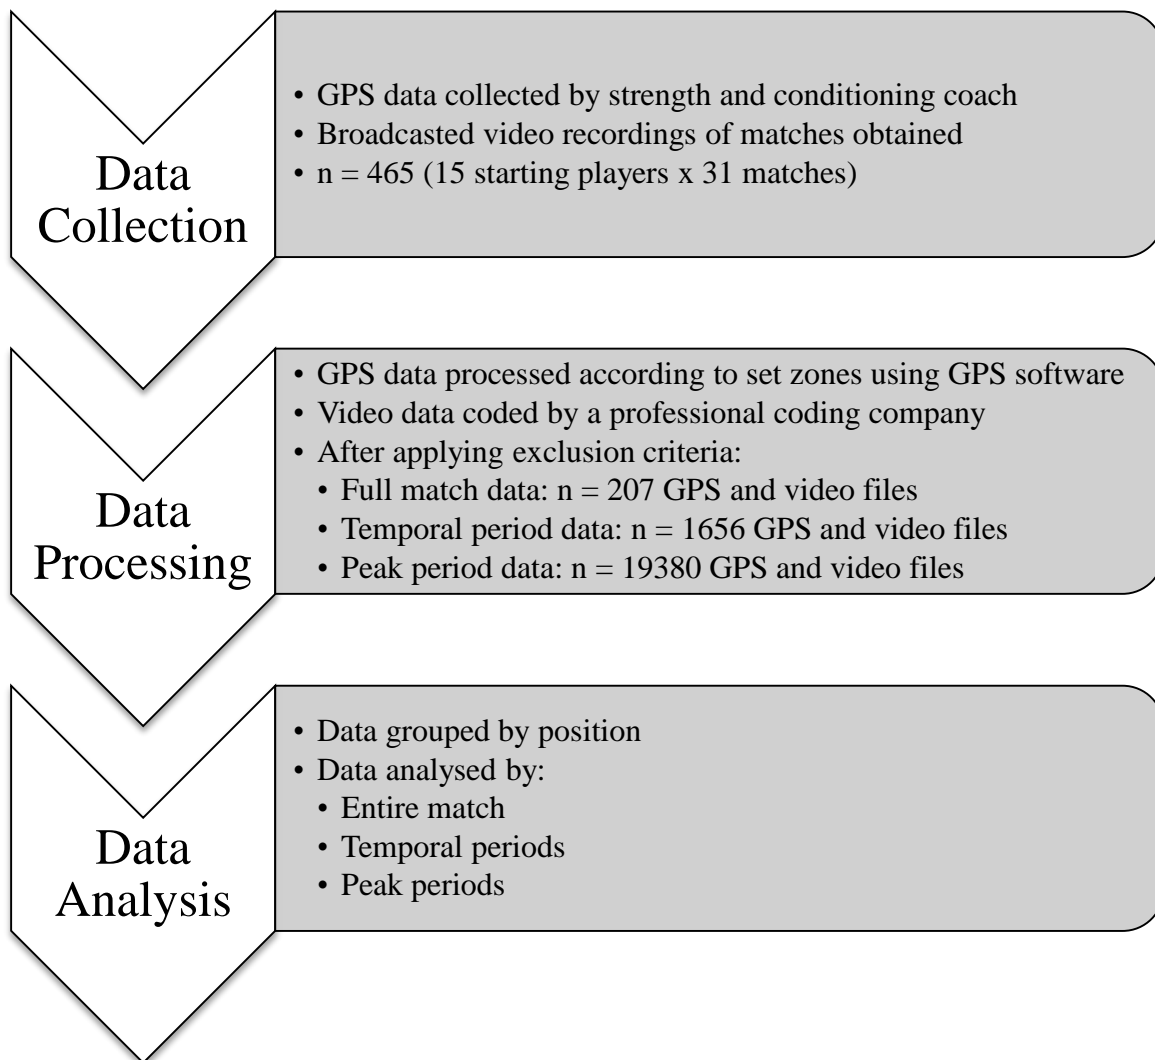 Data
Collection
• GPS data collected by strength and conditioning coach
• Broadcasted video recordings of matches obtained
• n = 465 (15 starting players x 31 matches)
Data
Processing
• GPS data processed according to set zones using GPS software
• Video data coded by a professional coding company
• After applying exclusion criteria:
• Full match data: n = 207 GPS and video files
• Temporal period data: n = 1656 GPS and video files
• Peak period data: n = 19380 GPS and video files
Data
Analysis
• Data grouped by position
• Data analysed by:
• Entire match
• Temporal periods
• Peak periods